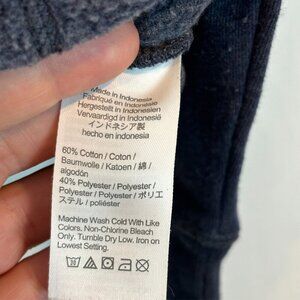 Made in Indonesia
Fabriqué en Indonésie
Hergestellt in Indonesien
Vervaardigd in Indonesië
インドネシア製
hecho en indonesia
60% Cotton / Coton /
Baumwolle / Katoen / 綿 /
algodón
40% Polyester / Polyester /
Polyester / Polyester / ポリエ
ステル / poliéster
Machine Wash Cold With Like
Colors. Non-Chlorine Bleach
Only. Tumble Dry Low. Iron on
Lowest Setting.